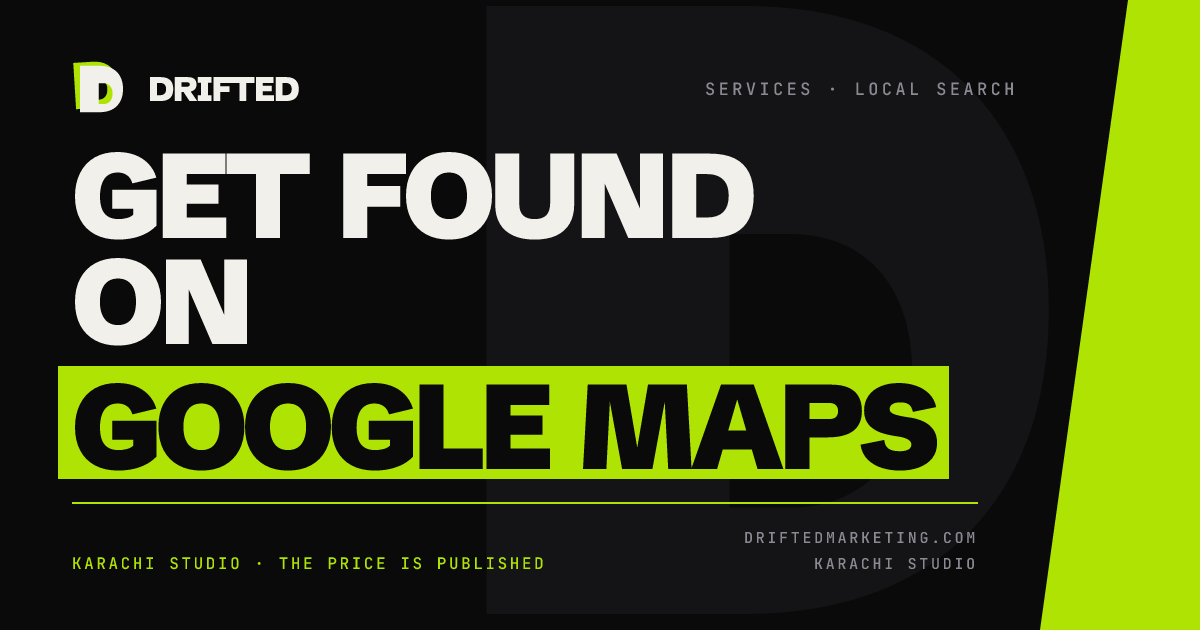 DRIFTED
SERVICES · LOCAL SEARCH
GET FOUND
ON
GOOGLE MAPS
DRIFTEDMARKETING.COM
KARACHI STUDIO · THE PRICE IS PUBLISHED
KARACHI STUDIO